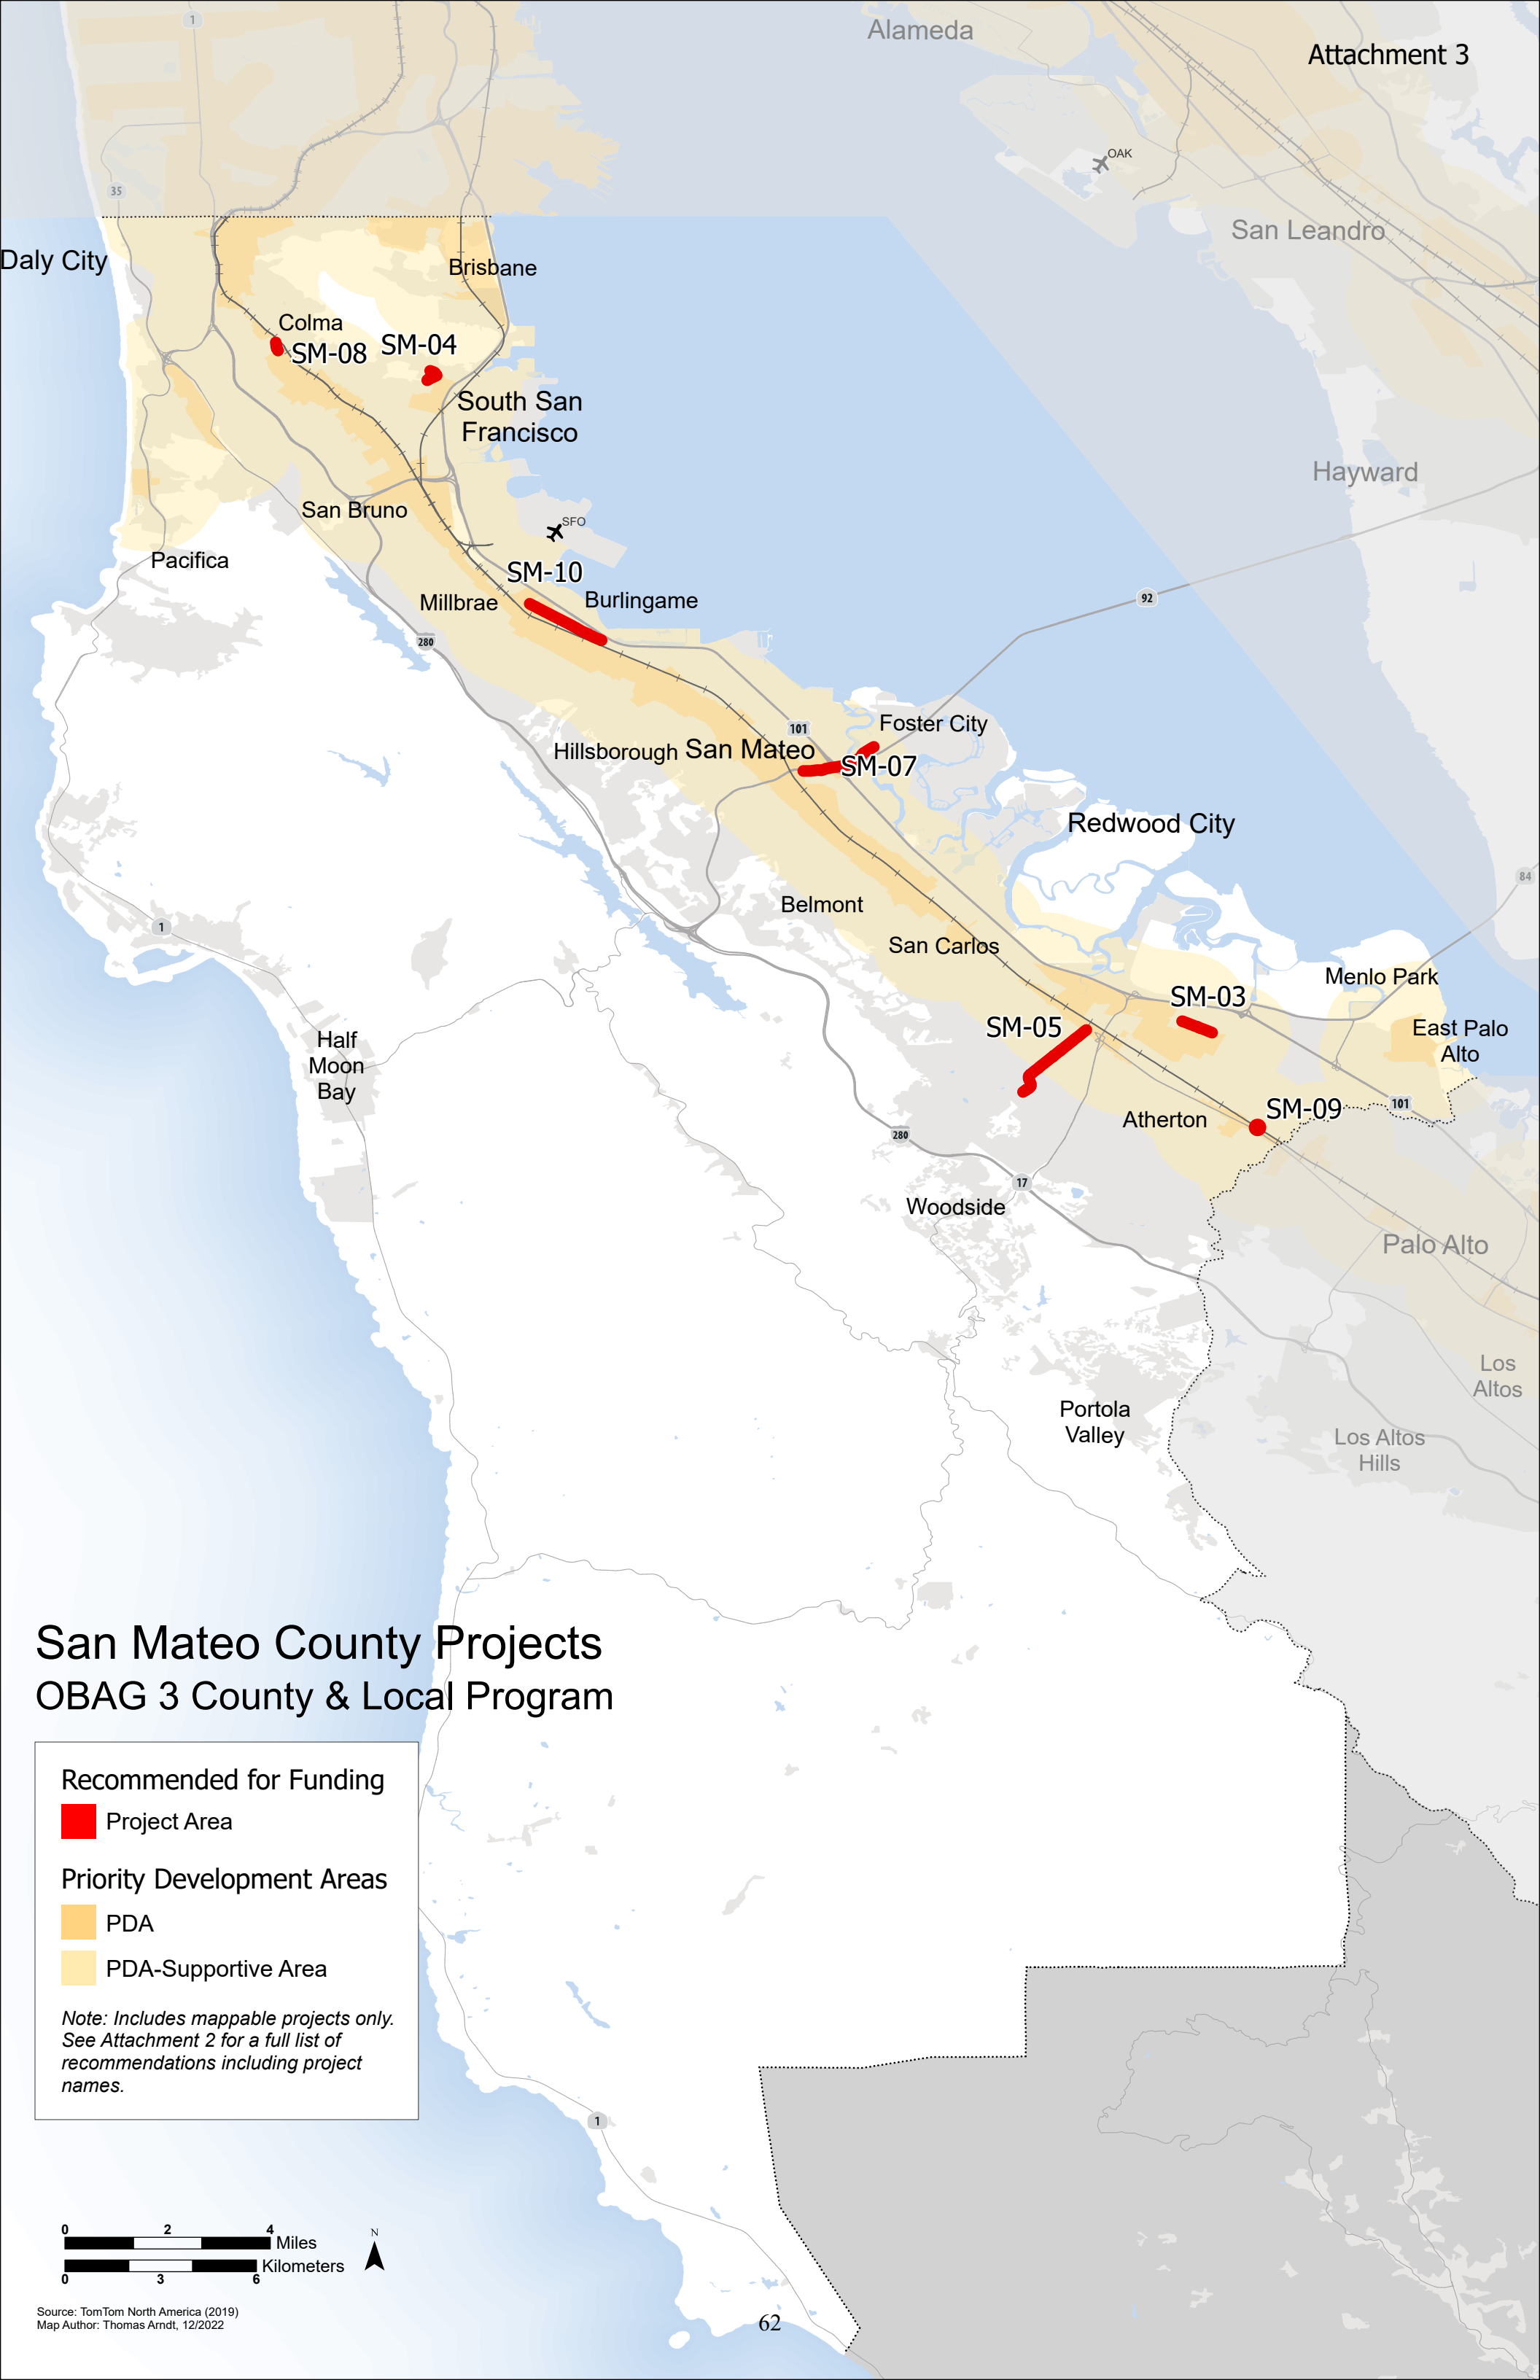 1
Alameda
Attachment 3
OAK
35
San Leandro
Daly City
Brisbane
Colma
SM-08
SM-04
South San
Francisco
Hayward
San Bruno
SFO
Pacifica
SM-10
Millbrae
Burlingame
92
280
Foster City
101
Hillsborough
San Mateo
SM-07
Redwood City
84
Belmont
1
San Carlos
Menlo Park
SM-03
SM-05
East Palo
Alto
Half
Moon
Bay
101
SM-09
Atherton
280
17
Woodside
Palo Alto
Los
Altos
Portola
Valley
Los Altos
Hills
San Mateo County Projects
OBAG 3 County & Local Program
Recommended for Funding
Project Area
Priority Development Areas
PDA
PDA-Supportive Area
Note: Includes mappable projects only.
See Attachment 2 for a full list of
recommendations including project
names.
1
0 2 4
Miles
N
Kilometers
0 3 6
Source: TomTom North America (2019)
Map Author: Thomas Arndt, 12/2022
62